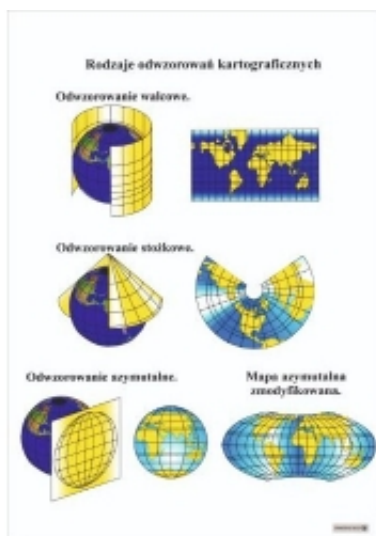 Rodzaje odwzorowań kartograficznych
Odwzorowanie walcowe.
Odwzorowanie stożkowe.
Odwzorowanie azymutalne.
Mapa azymutalna
zmodyfikowana.